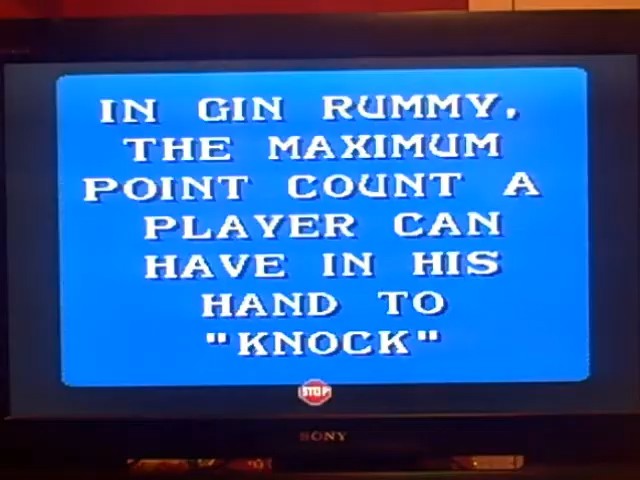 IN GIN RUMMY,
THE MAXIMUM
POINT COUNT A
PLAYER CAN
HAVE IN HIS
HAND TO
"KNOCK"
STOP
SONY